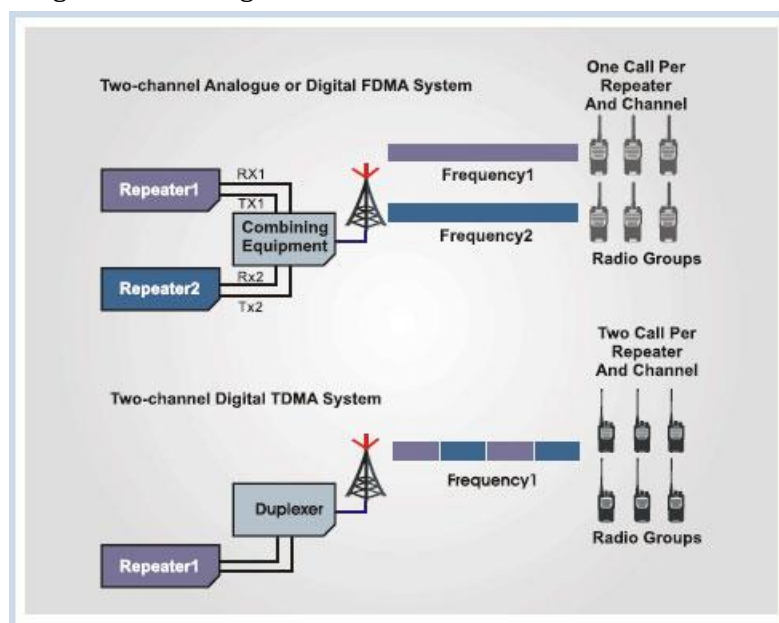 Two-channel Analogue or Digital FDMA System
One Call Per
Repeater
And Channel
Repeater1
RX1
TX1
Combining
Equipment
Frequency1
Repeater2
Rx2
Tx2
Frequency2
Radio Groups
Two-channel Digital TDMA System
Two Call Per
Repeater
And Channel
Duplexer
Frequency1
Repeater1
Radio Groups